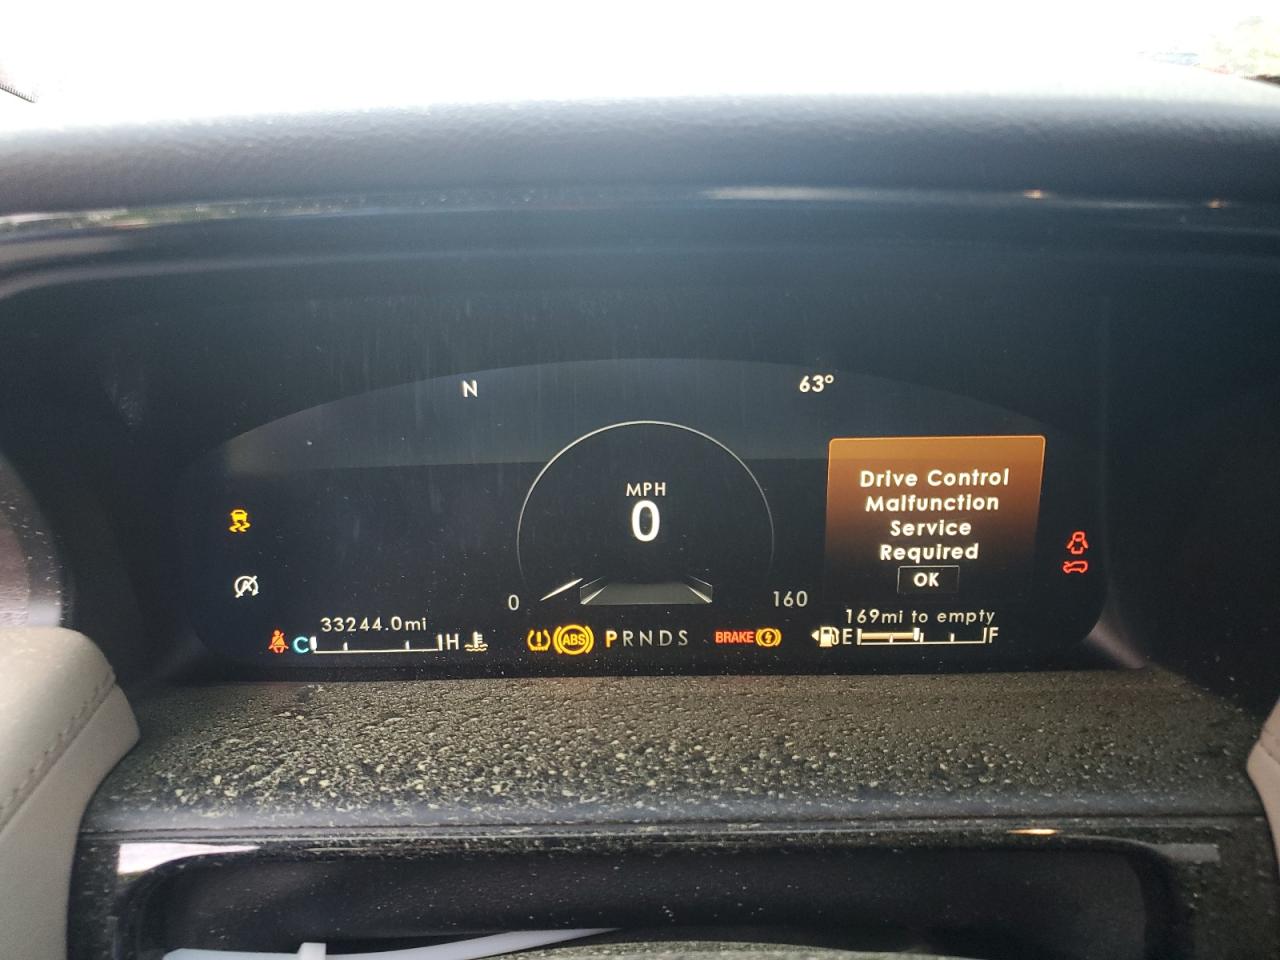 N
63°
MPH
0
0
160
Drive Control
Malfunction
Service
Required
OK
33244.0mi
169mi to empty
C
H
ABS
PRNDS
BRAKE
E
F